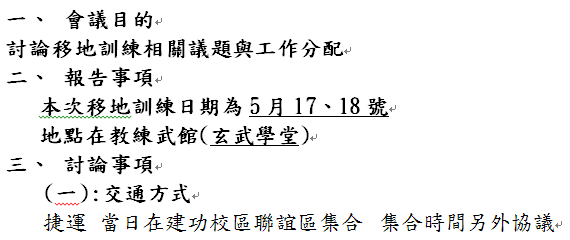 一、 會議目的
討論移地訓練相關議題與工作分配
二、 報告事項
本次移地訓練日期為 5 月 17、18 號
地點在教練武館(玄武學堂)
三、 討論事項
(一):交通方式
捷運 當日在建功校區聯誼區集合 集合時間另外協議